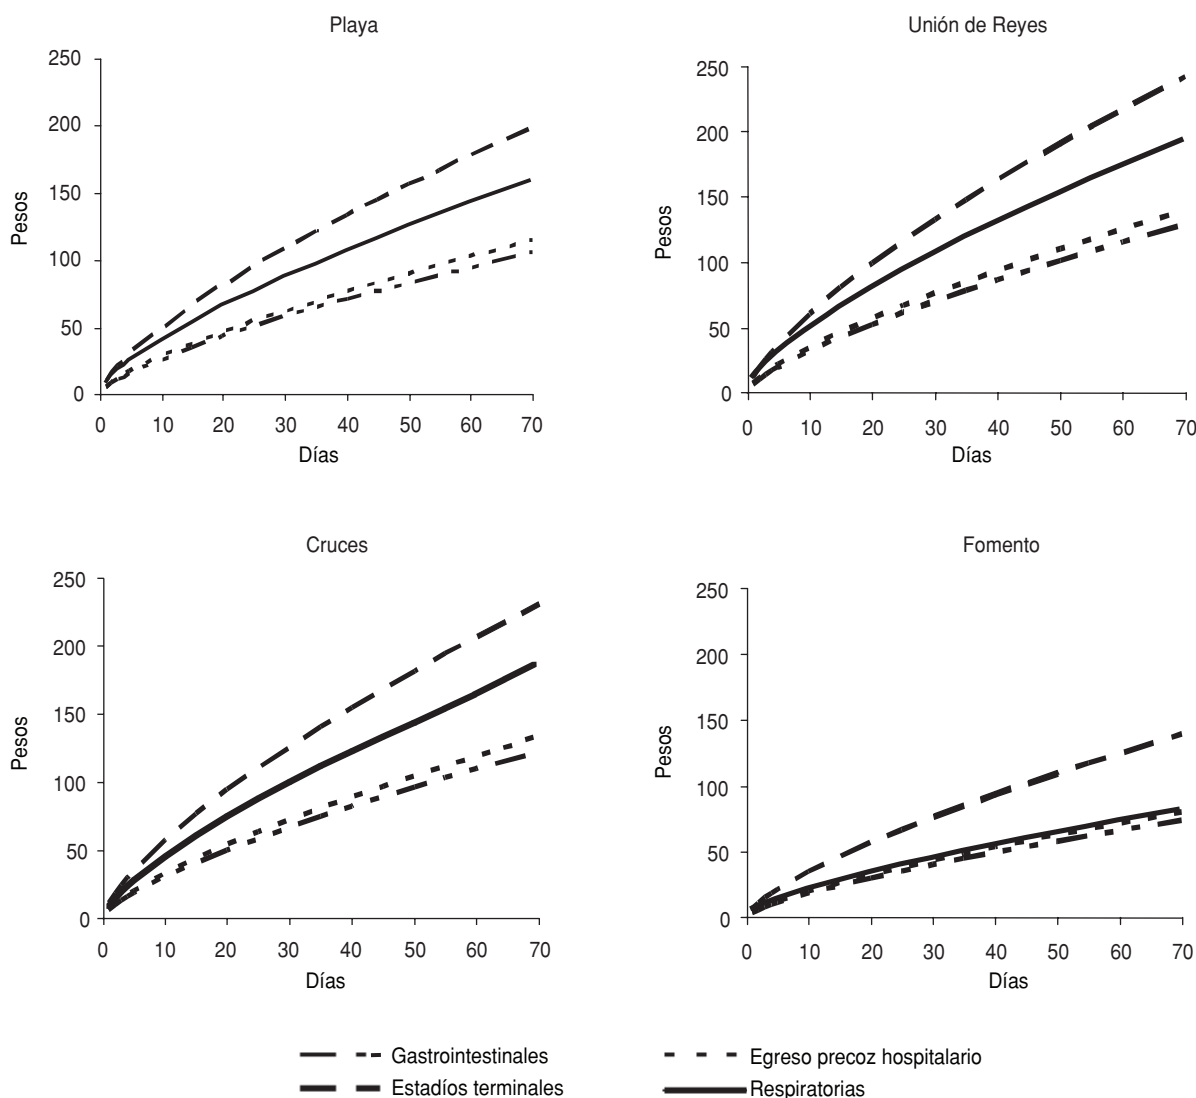 Playa
250
200
150
100
50
0
Pesos
0 10 20 30 40 50 60 70
Días
Unión de Reyes
250
200
150
100
50
0
Pesos
0 10 20 30 40 50 60 70
Días
Cruces
250
200
150
100
50
0
Pesos
0 10 20 30 40 50 60 70
Días
Fomento
250
200
150
100
50
0
Pesos
0 10 20 30 40 50 60 70
Días
Gastrointestinales
Egreso precoz hospitalario
Estadíos terminales
Respiratorias